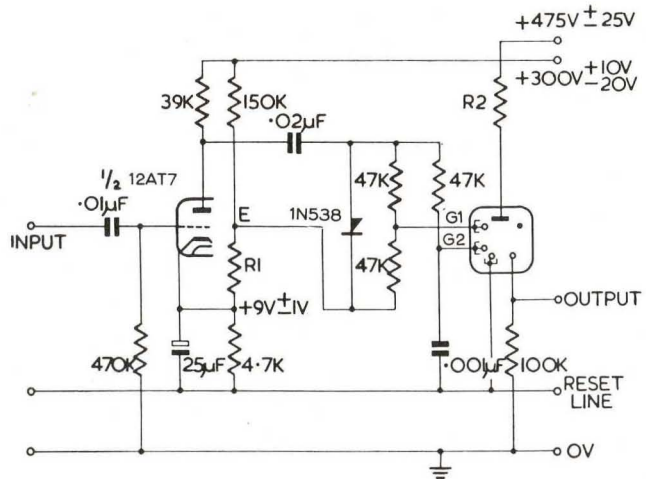 +475V ± 25V
+300V +10V
-20V
39K
150K
R2
·02µF
½ 12AT7
·01µF
47K
47K
E
1N538
G1
G2
INPUT
R1
47K
+9V ±1V
OUTPUT
470K
25µF
4·7K
·001µF
100K
RESET
LINE
OV